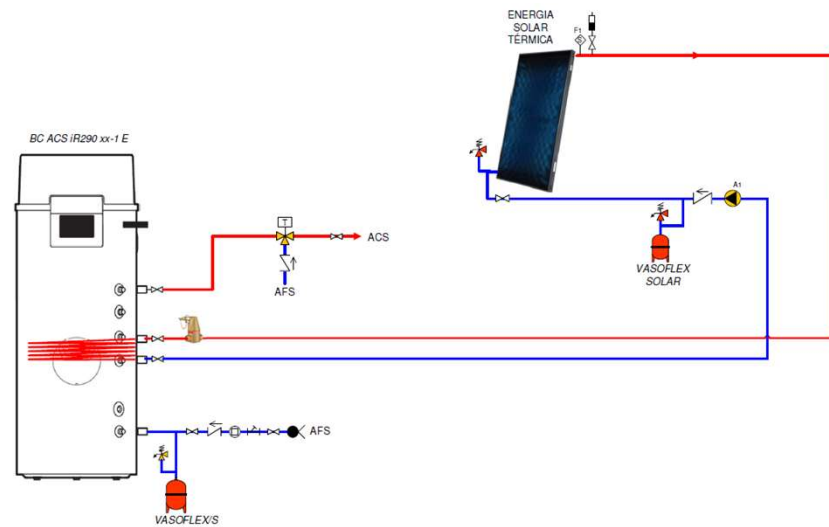 ENERGIA
SOLAR
TÉRMICA
F1
S
BC ACS iR290 xx-1 E
A1
T
ACS
AFS
VASOFLEX
SOLAR
AFS
VASOFLEX/S